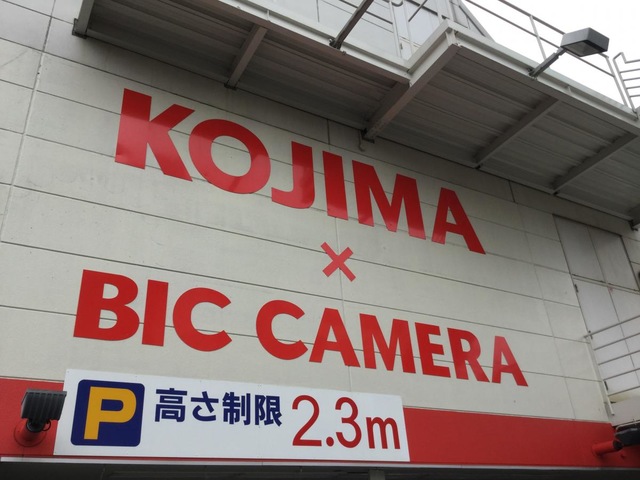 KOJIMA
×
BIC CAMERA
P 高さ制限 2.3m